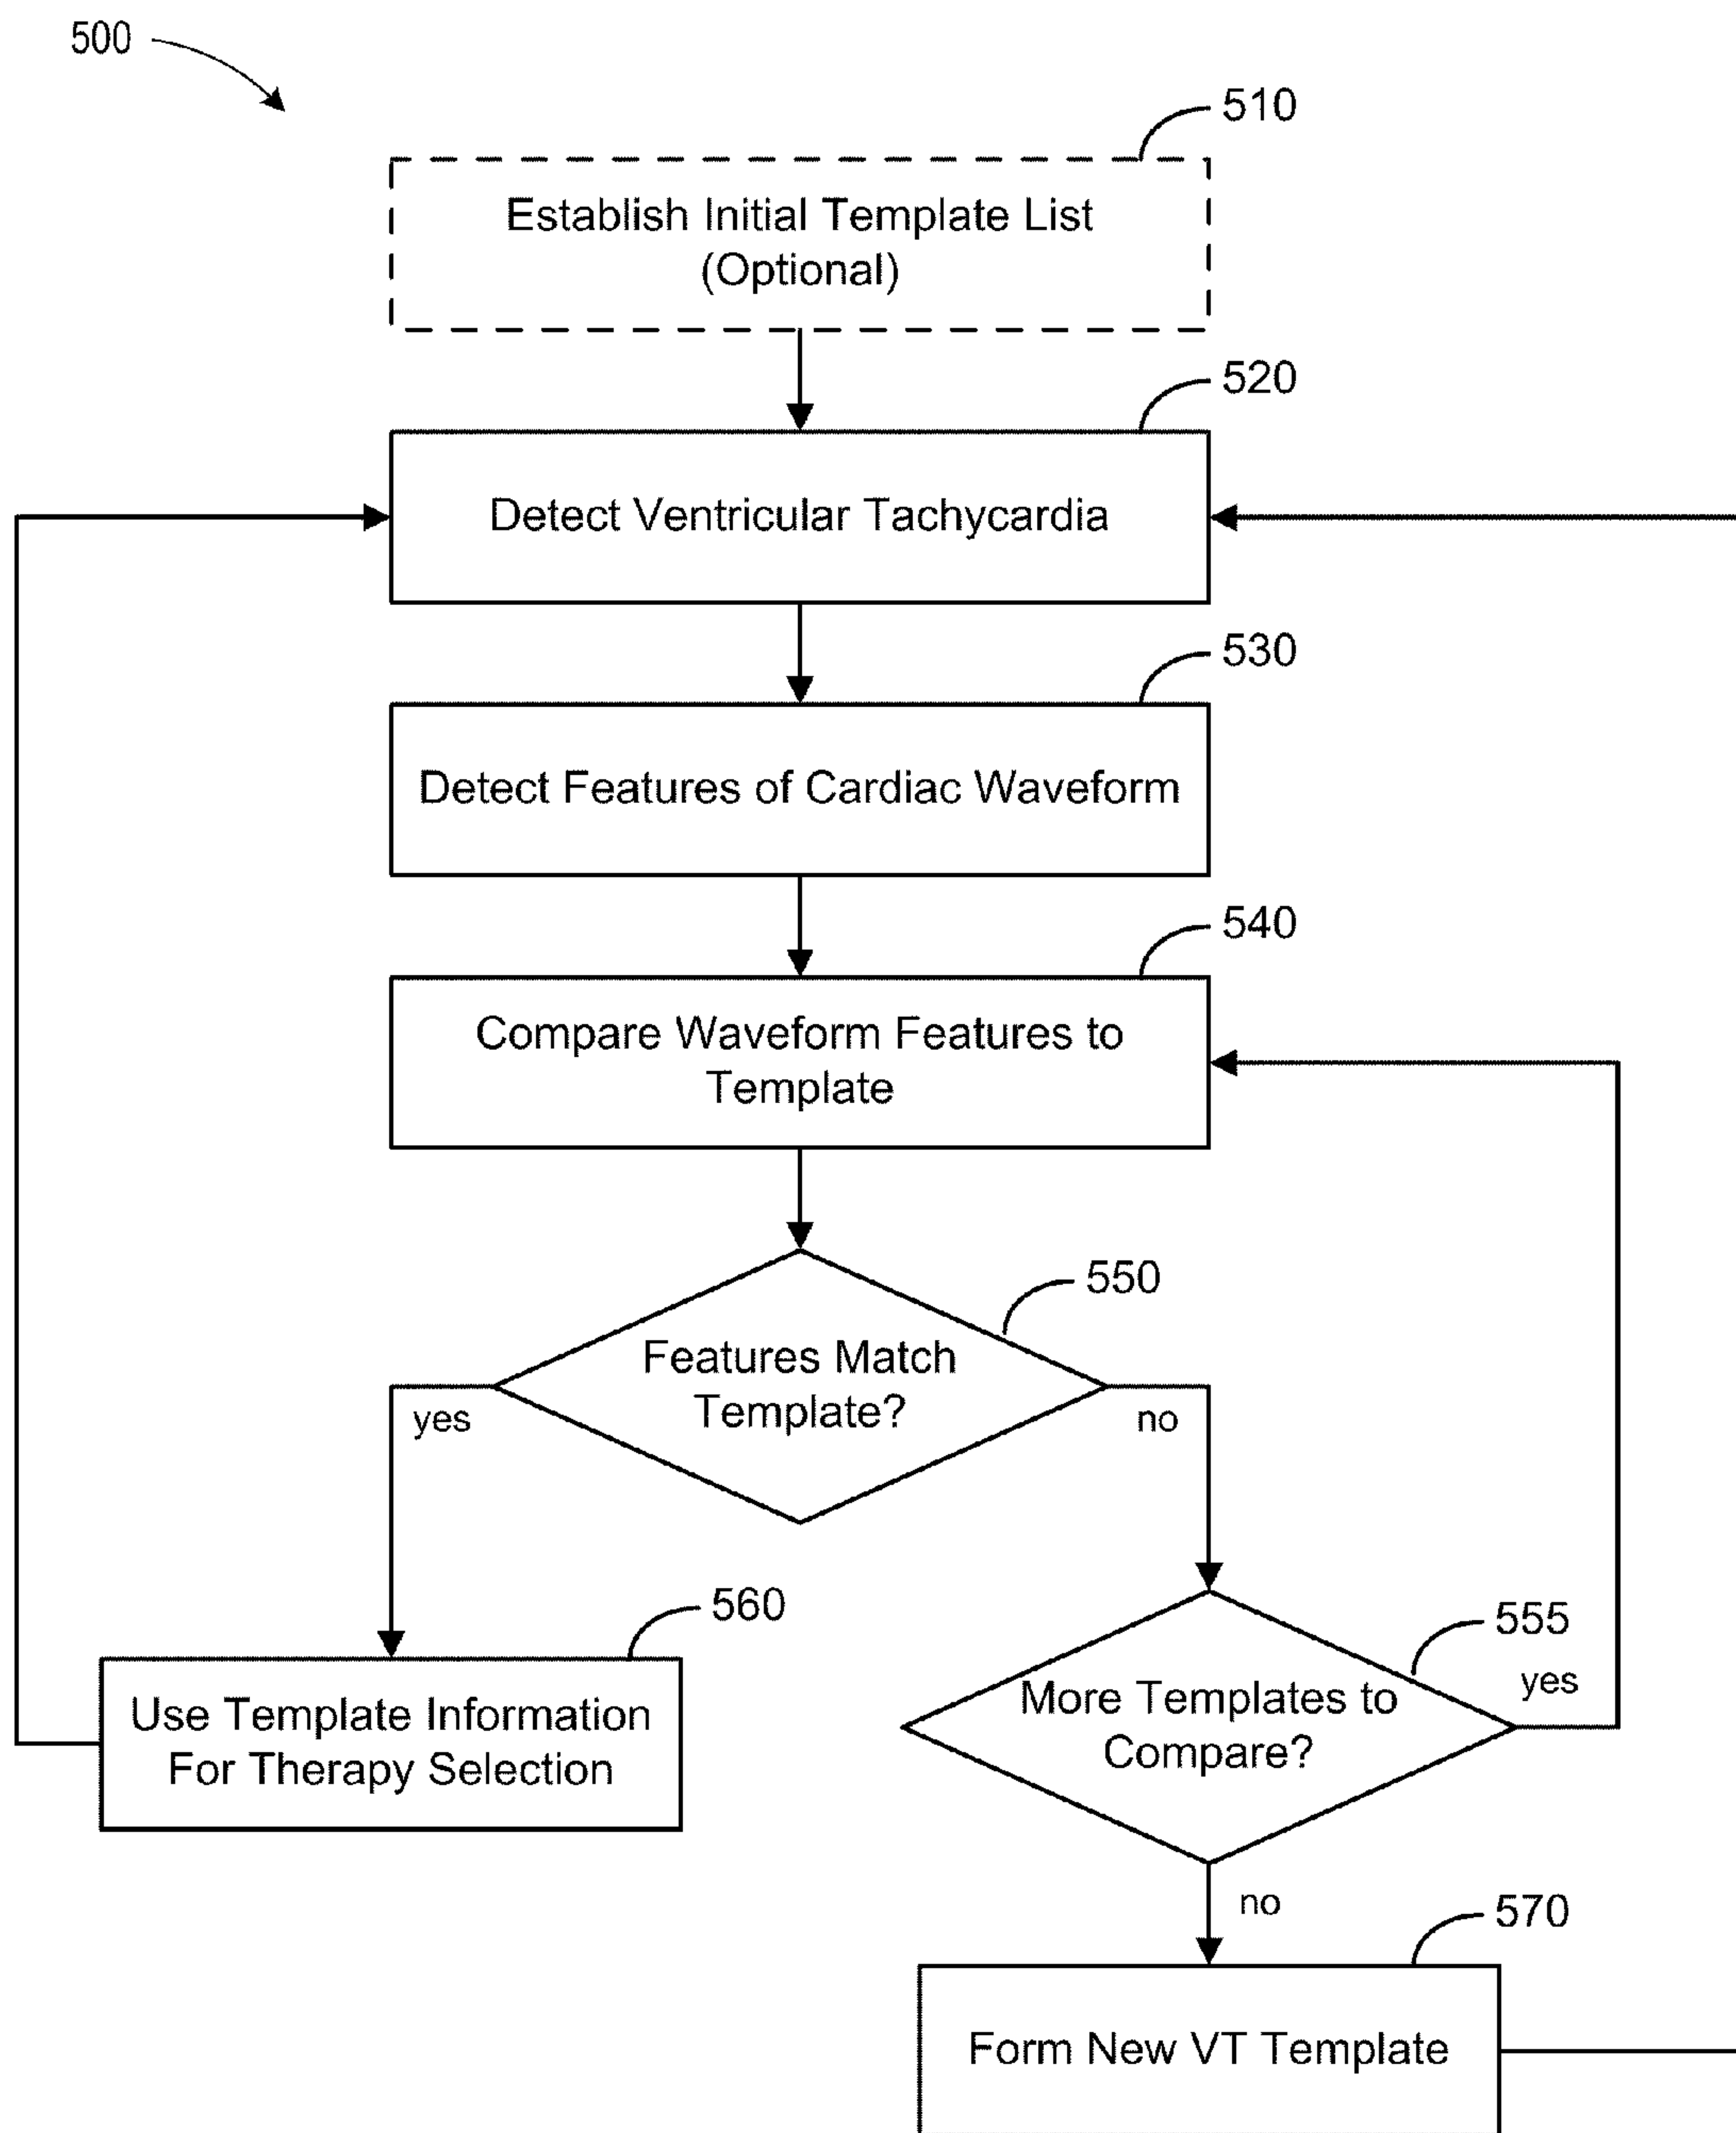 500
510
Establish Initial Template List
(Optional)
520
Detect Ventricular Tachycardia
530
Detect Features of Cardiac Waveform
540
Compare Waveform Features to
Template
550
Features Match
Template?
yes
no
560
Use Template Information
For Therapy Selection
555
More Templates to
Compare?
yes
no
570
Form New VT Template